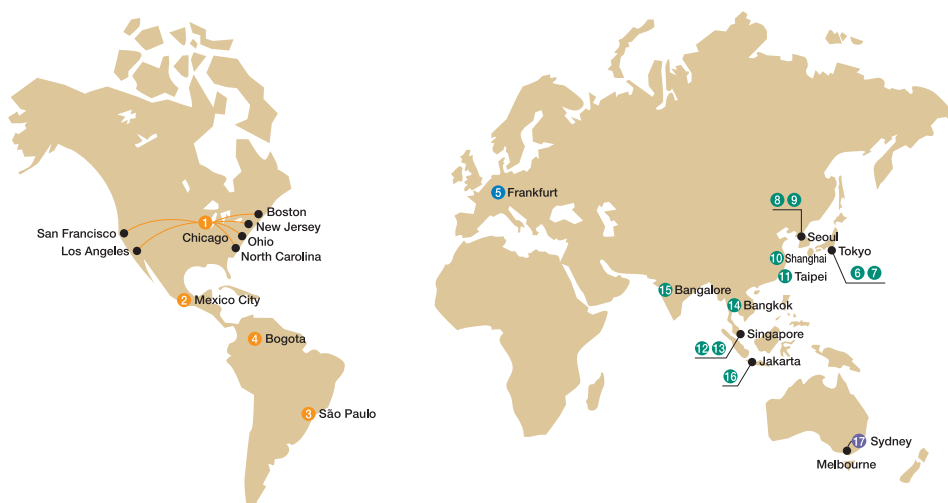 Boston
1
New Jersey
San Francisco
Chicago
Ohio
Los Angeles
North Carolina
2 Mexico City
4 Bogota
3 São Paulo
5 Frankfurt
8 9
Seoul
Tokyo
10 Shanghai
6 7
11 Taipei
15 Bangalore
14 Bangkok
Singapore
12 13
Jakarta
16
17 Sydney
Melbourne